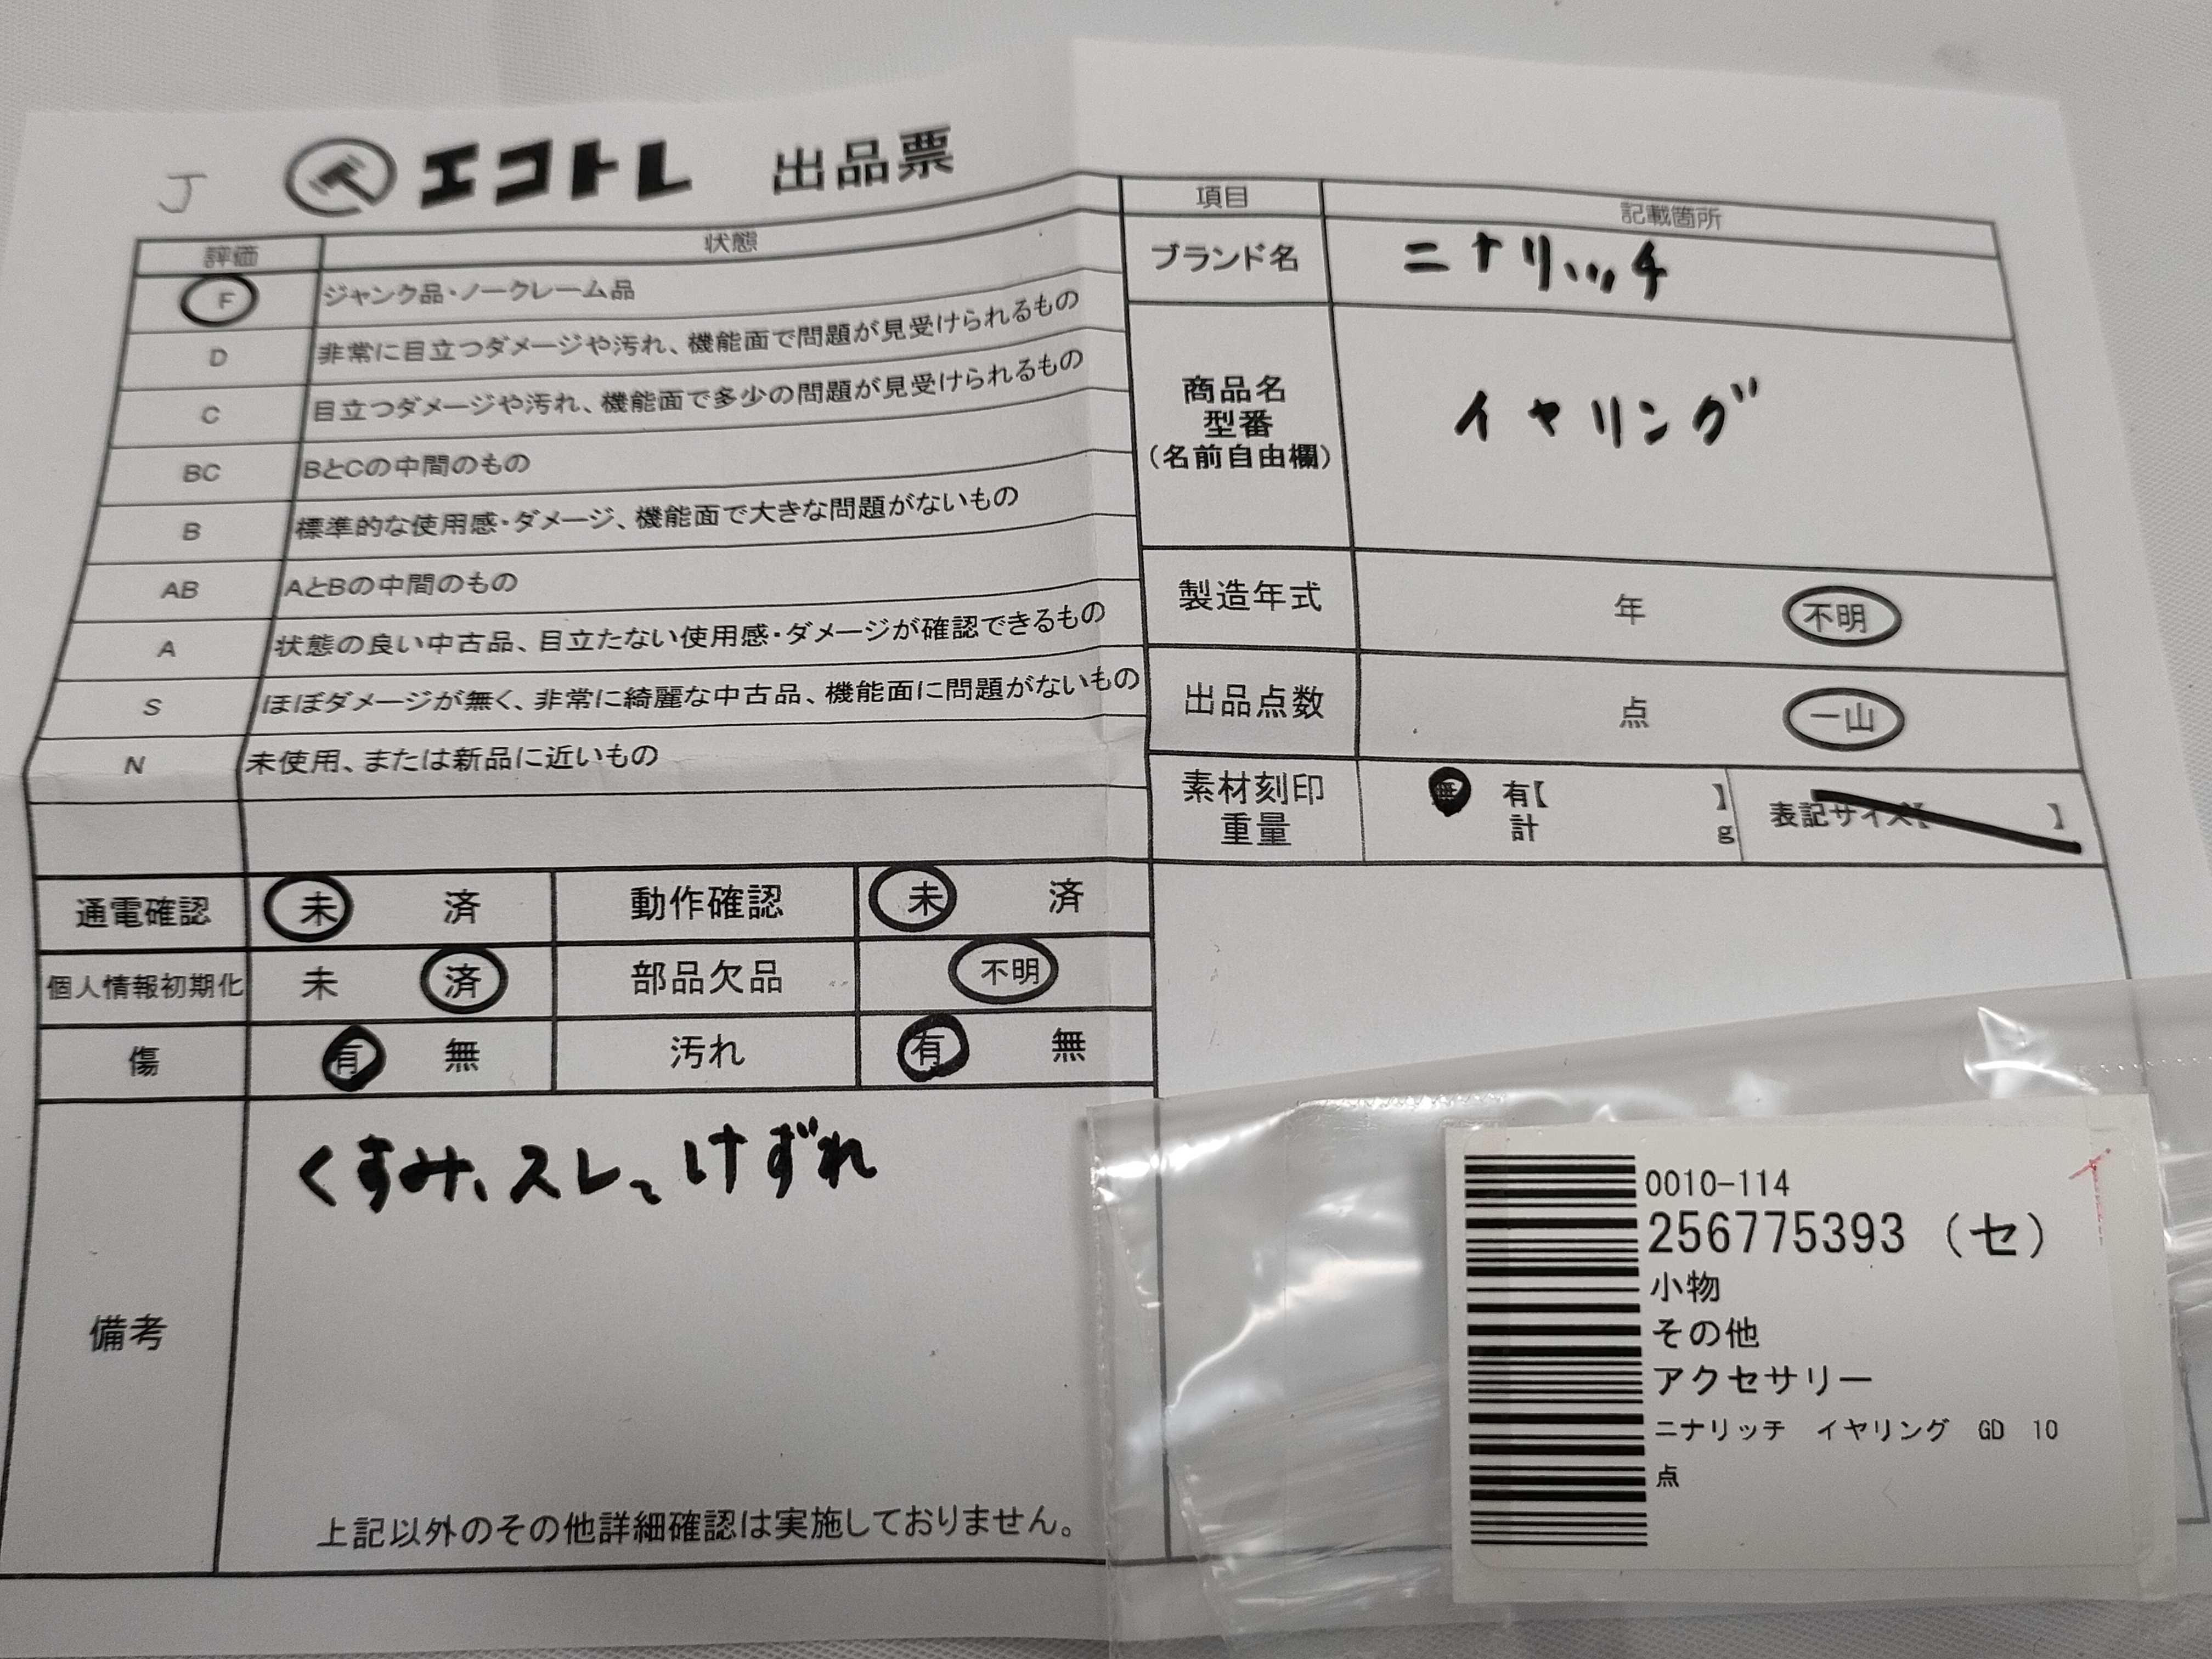 J
エコトレ 出品票
評価 状態
F ジャンク品・ノークレーム品
D 非常に目立つダメージや汚れ、機能面で問題が見受けられるもの
C 目立つダメージや汚れ、機能面で多少の問題が見受けられるもの
BC BとCの中間のもの
B 標準的な使用感・ダメージ、機能面で大きな問題がないもの
AB AとBの中間のもの
A 状態の良い中古品、目立たない使用感・ダメージが確認できるもの
S ほぼダメージが無く、非常に綺麗な中古品、機能面に問題がないもの
N 未使用、または新品に近いもの
通電確認 未 済 動作確認 未 済
個人情報初期化 未 済 部品欠品 不明
傷 有 無 汚れ 有 無
備考
くすみ、スレ、けずれ
上記以外のその他詳細確認は実施しておりません。
項目 記載箇所
ブランド名 ニナリッチ
商品名
型番
(名前自由欄)
イヤリング
製造年式 年 不明
出品点数 点 一山
素材刻印 無 有【 】 表記サイズ【 】
重量 計 g
0010-114
256775393 (セ)
小物
その他
アクセサリー
ニナリッチ イヤリング GD 10
点